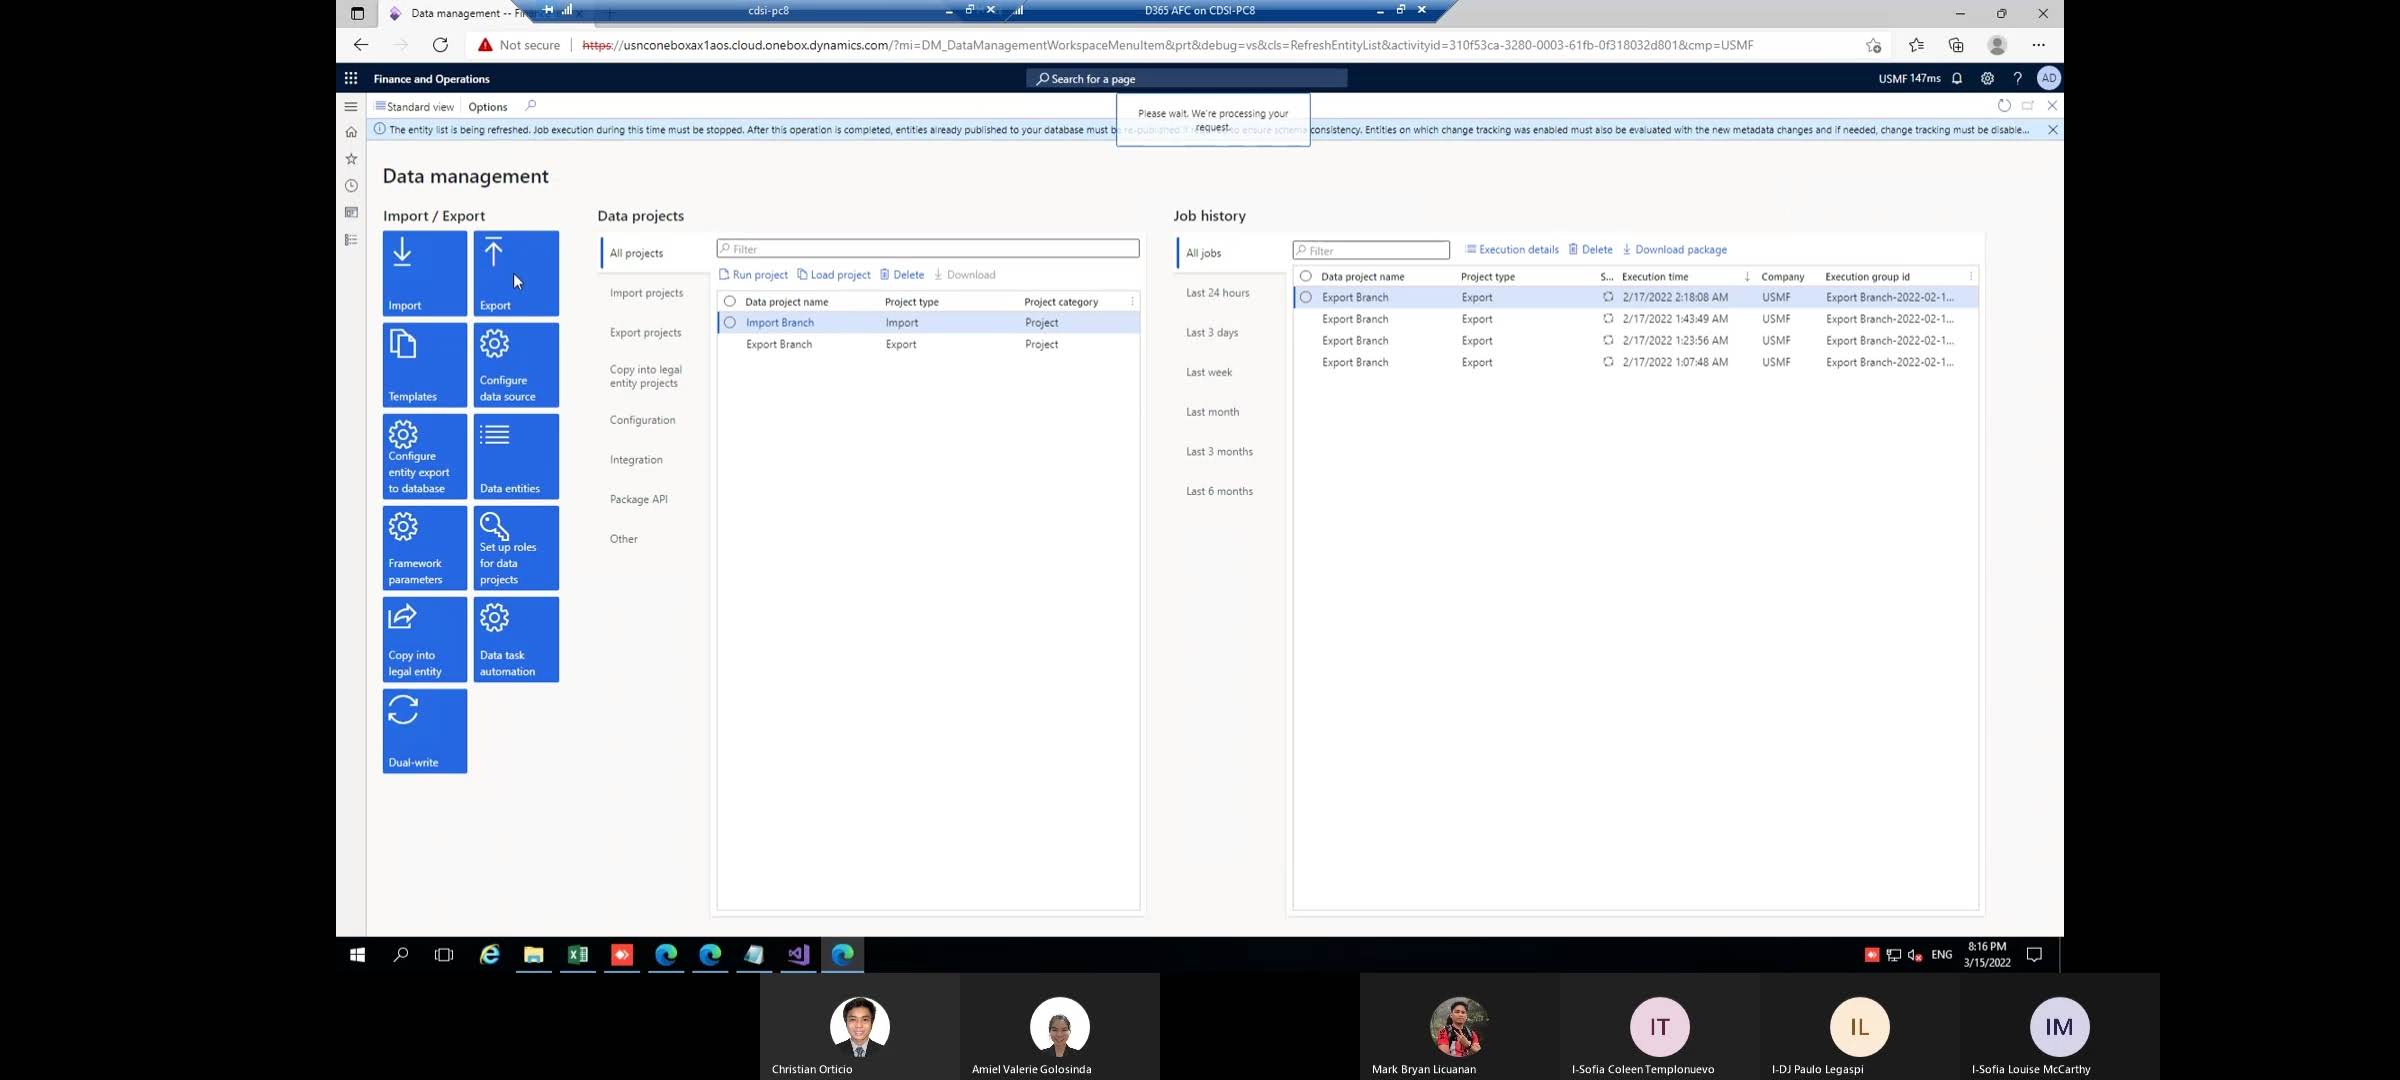 Data management -- Fin
cdsi-pc8
D365 AFC on CDSI-PC8
Not secure
https://usnconeboxax1aos.cloud.onebox.dynamics.com/?mi=DM_DataManagementWorkspaceMenuItem&prt&debug=vs&cls=RefreshEntityList&activityid=310f53ca-3280-0003-61fb-0f318032d801&cmp=USMF
Finance and Operations
Search for a page
USMF 147ms
?
AD
Standard view
Options
Please wait. We're processing your
request.
The entity list is being refreshed. Job execution during this time must be stopped. After this operation is completed, entities already published to your database must be re-published if required to ensure schema consistency. Entities on which change tracking was enabled must also be evaluated with the new metadata changes and if needed, change tracking must be disable...
Data management
Import / Export
Import
Export
Templates
Configure
data source
Configure
entity export
to database
Data entities
Framework
parameters
Set up roles
for data
projects
Copy into
legal entity
Data task
automation
Dual-write
Data projects
All projects
Import projects
Export projects
Copy into legal
entity projects
Configuration
Integration
Package API
Other
Filter
Run project
Load project
Delete
Download
Data project name
Project type
Project category
Import Branch
Import
Project
Export Branch
Export
Project
Job history
All jobs
Last 24 hours
Last 3 days
Last week
Last month
Last 3 months
Last 6 months
Filter
Execution details
Delete
Download package
Data project name
Project type
S...
Execution time
Company
Execution group id
Export Branch
Export
2/17/2022 2:18:08 AM
USMF
Export Branch-2022-02-1...
Export Branch
Export
2/17/2022 1:43:49 AM
USMF
Export Branch-2022-02-1...
Export Branch
Export
2/17/2022 1:23:56 AM
USMF
Export Branch-2022-02-1...
Export Branch
Export
2/17/2022 1:07:48 AM
USMF
Export Branch-2022-02-1...
ENG
8:16 PM
3/15/2022
Christian Orticio
Amiel Valerie Golosinda
Mark Bryan Licuanan
IT
I-Sofia Coleen Templonuevo
IL
I-DJ Paulo Legaspi
IM
I-Sofia Louise McCarthy